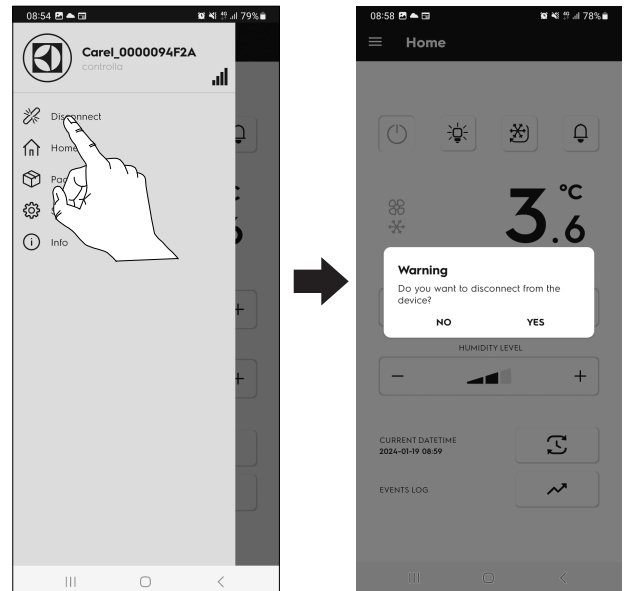 08:54
79%
Carel_0000094F2A
controlla
Disconnect
Home
Info
08:58
78%
Home
°C
3.6
Warning
Do you want to disconnect from the
device?
NO YES
HUMIDITY LEVEL
CURRENT DATETIME
2024-01-19 08:59
EVENTS LOG